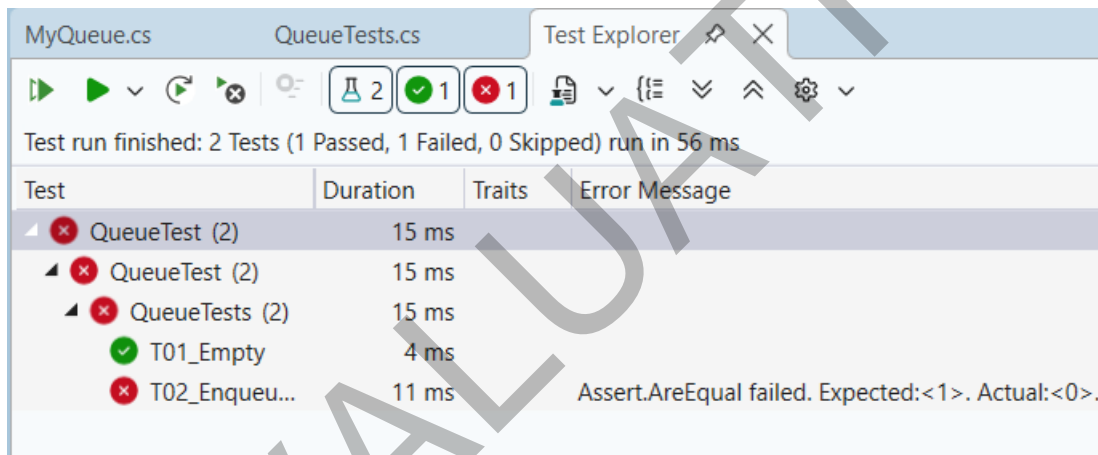 MyQueue.cs QueueTests.cs Test Explorer
2 1 1
Test run finished: 2 Tests (1 Passed, 1 Failed, 0 Skipped) run in 56 ms
Test Duration Traits Error Message
QueueTest (2) 15 ms
QueueTest (2) 15 ms
QueueTests (2) 15 ms
T01_Empty 4 ms
T02_Enqueu... 11 ms Assert.AreEqual failed. Expected:<1>. Actual:<0>.